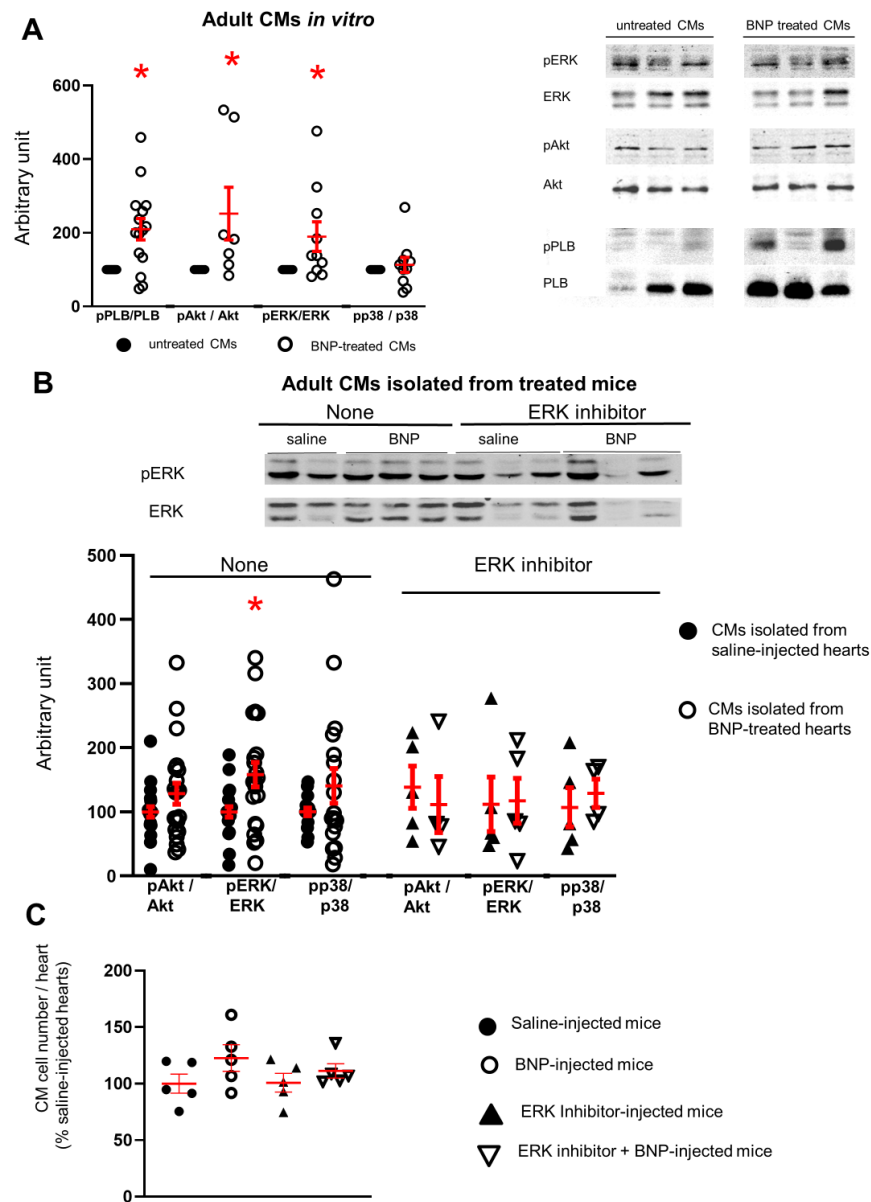 A
Adult CMs in vitro
*
*
*
600
400
200
0
Arbitrary unit
pPLB/PLB
pAkt / Akt
pERK/ERK
pp38 / p38
untreated CMs
BNP-treated CMs
untreated CMs
BNP treated CMs
pERK
ERK
pAkt
Akt
pPLB
PLB
B
Adult CMs isolated from treated mice
None
ERK inhibitor
saline
BNP
saline
BNP
pERK
ERK
500
400
300
200
100
0
Arbitrary unit
None
ERK inhibitor
*
pAkt /
Akt
pERK/
ERK
pp38/
p38
pAkt /
Akt
pERK/
ERK
pp38/
p38
CMs isolated from
saline-injected hearts
CMs isolated from
BNP-treated hearts
C
CM cell number / heart
(% saline-injected hearts)
200
150
100
50
0
Saline-injected mice
BNP-injected mice
ERK Inhibitor-injected mice
ERK inhibitor + BNP-injected mice